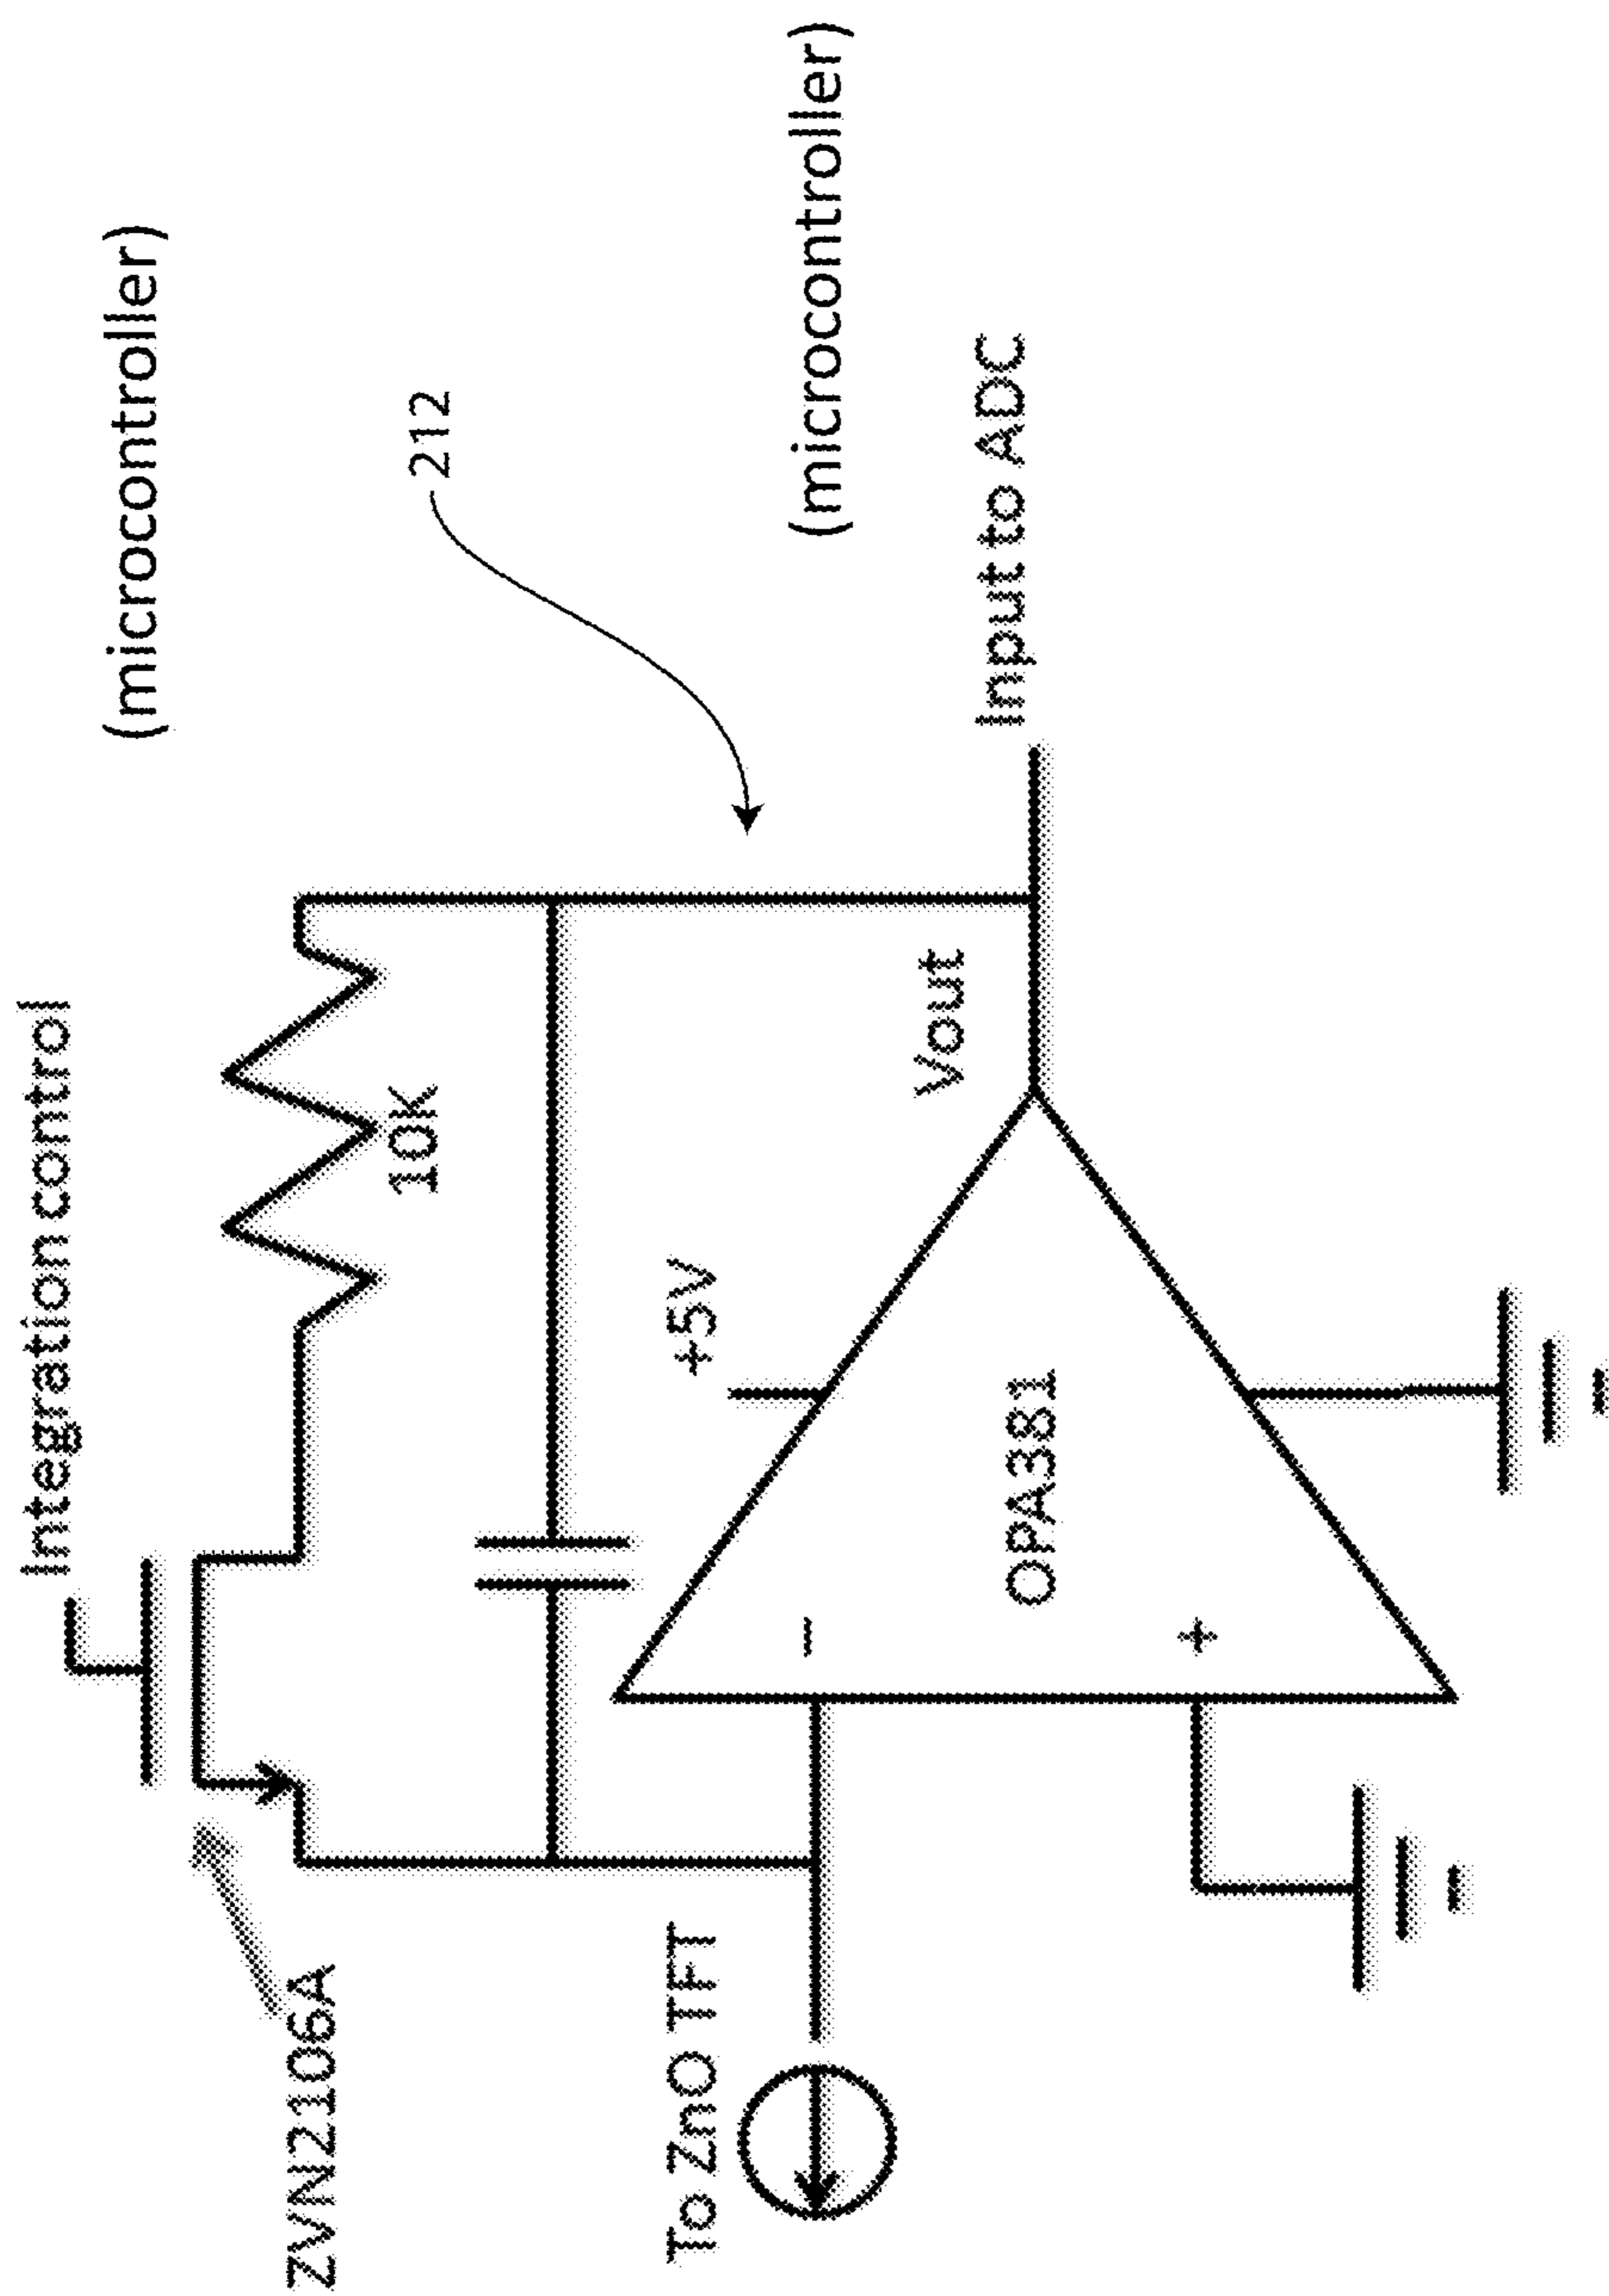 Integration control
(microcontroller)
ZVN2106A
10K
212
To ZnO TFT
+5V
(microcontroller)
−
Vout
Input to ADC
OPA381
+